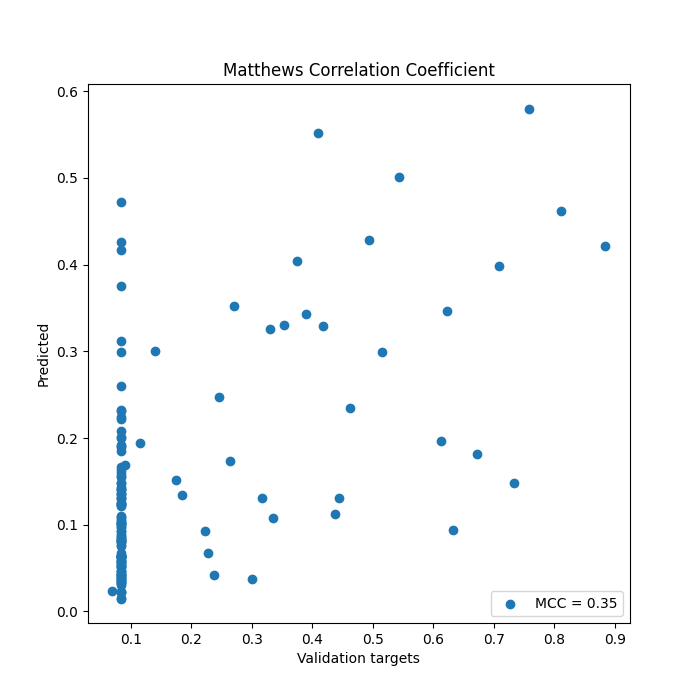 Matthews Correlation Coefficient
0.6
0.5
0.4
0.3
0.2
0.1
0.0
Predicted
MCC = 0.35
0.1 0.2 0.3 0.4 0.5 0.6 0.7 0.8 0.9
Validation targets